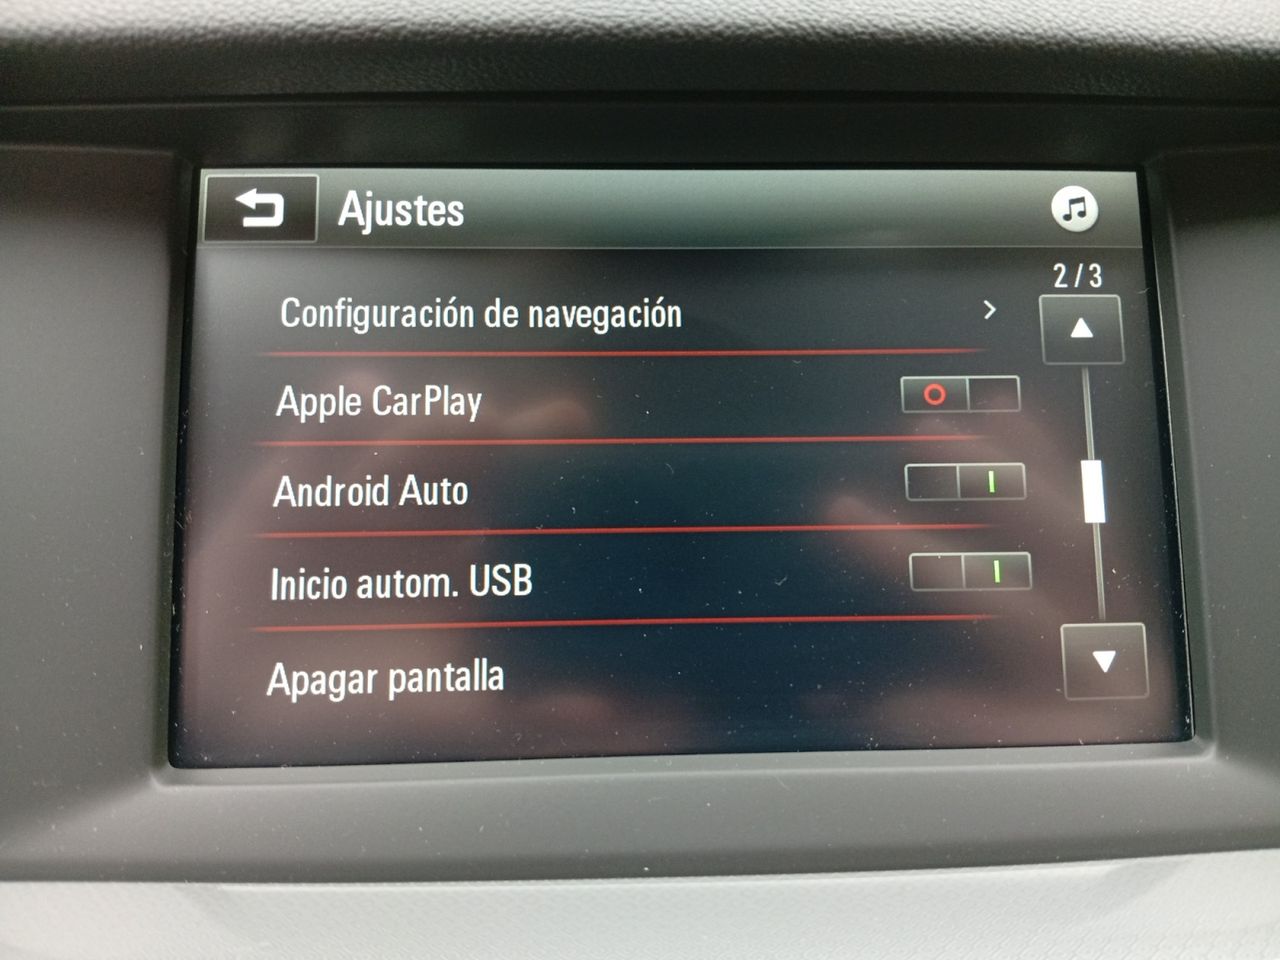 Ajustes
2/3
Configuración de navegación
Apple CarPlay
Android Auto
Inicio autom. USB
Apagar pantalla